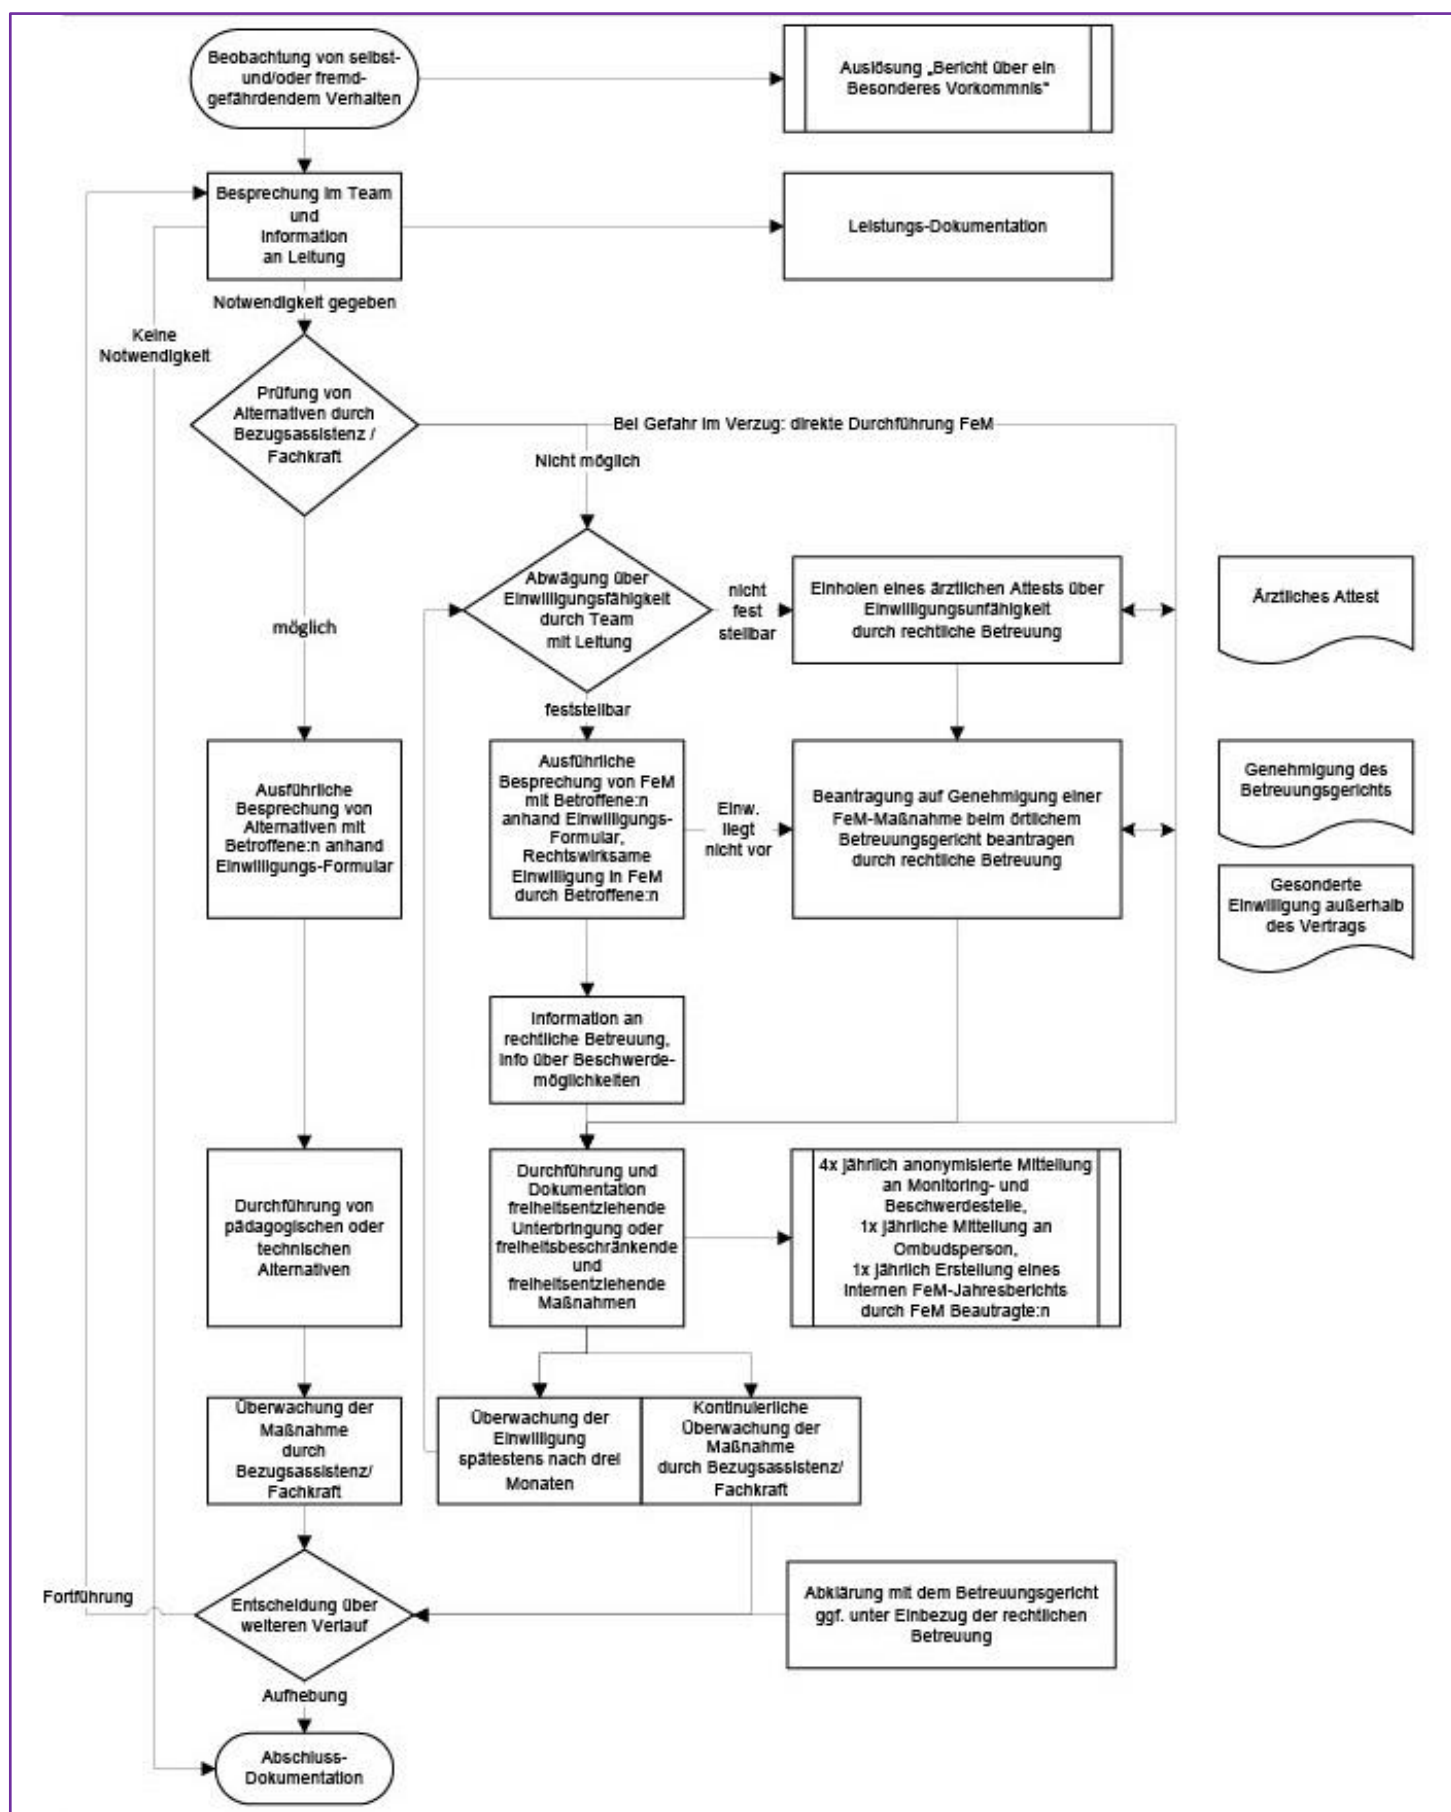 Beobachtung von selbst-
und/oder fremd-
gefährdendem Verhalten
Auslösung „Bericht über ein
Besonderes Vorkommnis“
Besprechung im Team
und
Information
an Leitung
Leistungs-Dokumentation
Notwendigkeit gegeben
Keine
Notwendigkeit
Prüfung von
Alternativen durch
Bezugsassistenz /
Fachkraft
Bei Gefahr im Verzug: direkte Durchführung FeM
Nicht möglich
möglich
Abwägung über
Einwilligungsfähigkeit
durch Team
mit Leitung
nicht
fest
stellbar
Einholen eines ärztlichen Attests über
Einwilligungsunfähigkeit
durch rechtliche Betreuung
Ärztliches Attest
feststellbar
Ausführliche
Besprechung von
Alternativen mit
Betroffene:n anhand
Einwilligungs-Formular
Ausführliche
Besprechung von FeM
mit Betroffene:n
anhand Einwilligungs-
Formular,
Rechtswirksame
Einwilligung in FeM
durch Betroffene:n
Einw.
liegt
nicht vor
Beantragung auf Genehmigung einer
FeM-Maßnahme beim örtlichem
Betreuungsgericht beantragen
durch rechtliche Betreuung
Genehmigung des
Betreuungsgerichts
Gesonderte
Einwilligung außerhalb
des Vertrags
Information an
rechtliche Betreuung,
Info über Beschwerde-
möglichkeiten
Durchführung von
pädagogischen oder
technischen
Alternativen
Durchführung und
Dokumentation
freiheitsentziehende
Unterbringung oder
freiheitsbeschränkende
und
freiheitsentziehende
Maßnahmen
4x jährlich anonymisierte Mitteilung
an Monitoring- und
Beschwerdestelle,
1x jährliche Mitteilung an
Ombudsperson,
1x jährlich Erstellung eines
internen FeM-Jahresberichts
durch FeM Beautragte:n
Überwachung der
Maßnahme
durch
Bezugsassistenz/
Fachkraft
Überwachung der
Einwilligung
spätestens nach drei
Monaten
Kontinuierliche
Überwachung der
Maßnahme
durch Bezugsassistenz/
Fachkraft
Fortführung
Entscheidung über
weiteren Verlauf
Abklärung mit dem Betreuungsgericht
ggf. unter Einbezug der rechtlichen
Betreuung
Aufhebung
Abschluss-
Dokumentation